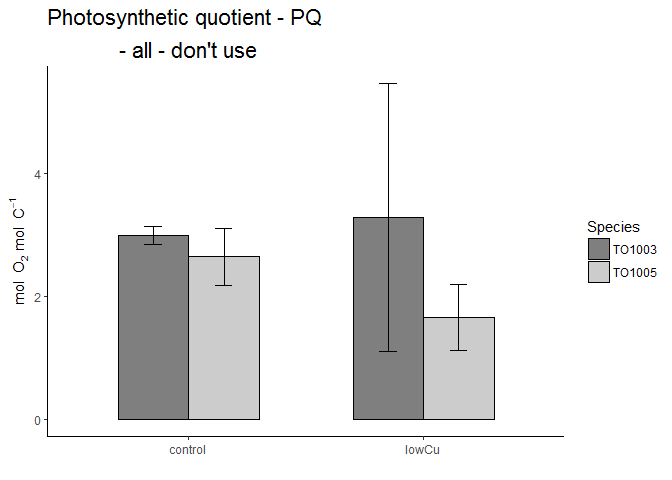 Photosynthetic quotient - PQ
- all - don't use
mol O₂ mol C⁻¹
4
2
0
control
lowCu
Species
TO1003
TO1005